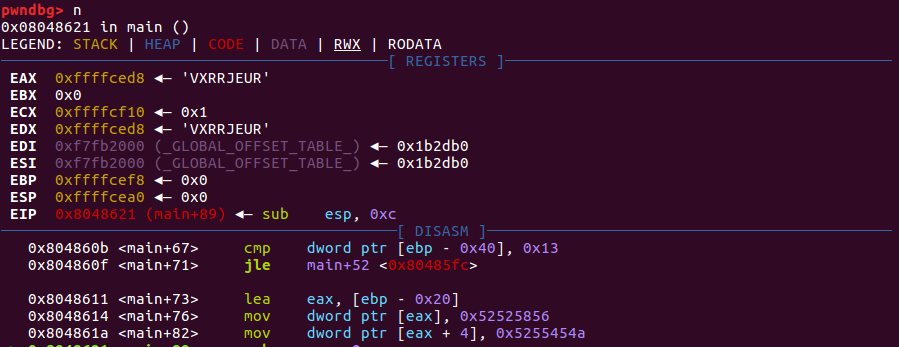 pwndbg> n
0x08048621 in main ()
LEGEND: STACK | HEAP | CODE | DATA | RWX | RODATA
[ REGISTERS ]
EAX 0xffffced8 ◄— 'VXRRJEUR'
EBX 0x0
ECX 0xffffcf10 ◄— 0x1
EDX 0xffffced8 ◄— 'VXRRJEUR'
EDI 0xf7fb2000 (_GLOBAL_OFFSET_TABLE_) ◄— 0x1b2db0
ESI 0xf7fb2000 (_GLOBAL_OFFSET_TABLE_) ◄— 0x1b2db0
EBP 0xffffcef8 ◄— 0x0
ESP 0xffffcea0 ◄— 0x0
EIP 0x8048621 (main+89) ◄— sub esp, 0xc
[ DISASM ]
0x804860b <main+67> cmp dword ptr [ebp - 0x40], 0x13
0x804860f <main+71> jle main+52 <0x80485fc>
0x8048611 <main+73> lea eax, [ebp - 0x20]
0x8048614 <main+76> mov dword ptr [eax], 0x52525856
0x804861a <main+82> mov dword ptr [eax + 4], 0x5255454a